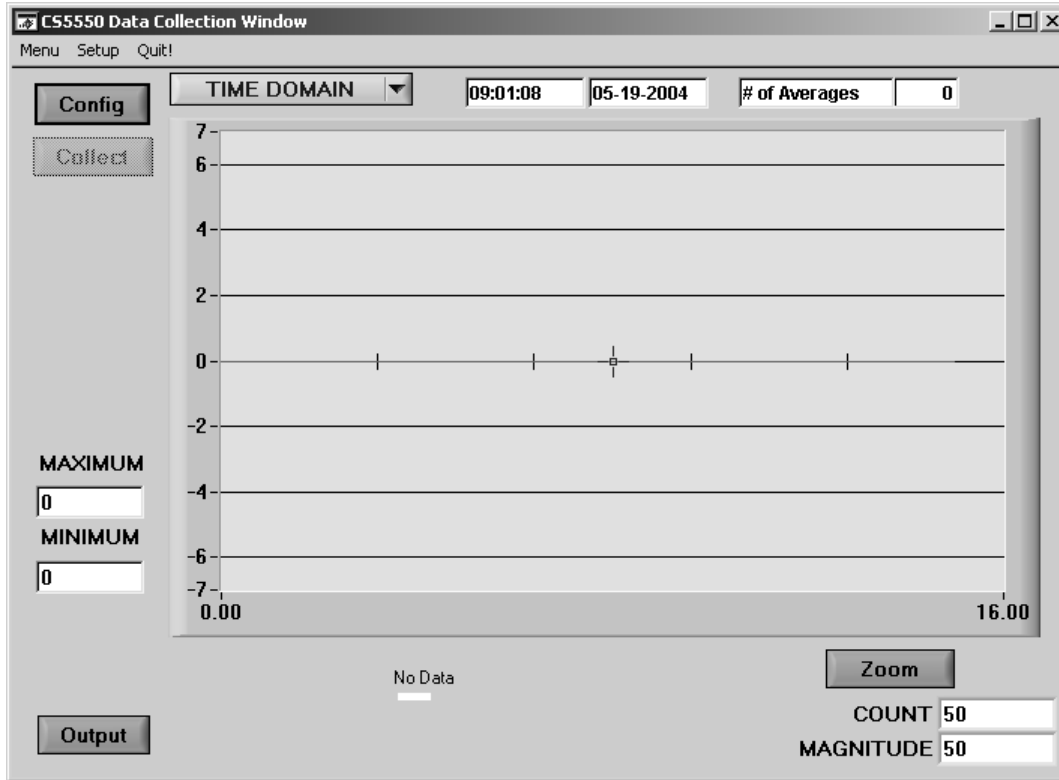 CS5550 Data Collection Window
Menu Setup Quit!
Config
TIME DOMAIN
09:01:08
05-19-2004
# of Averages
0
Collect
7
6
4
2
0
-2
-4
-6
-7
0.00
16.00
MAXIMUM
0
MINIMUM
0
No Data
Zoom
COUNT 50
MAGNITUDE 50
Output